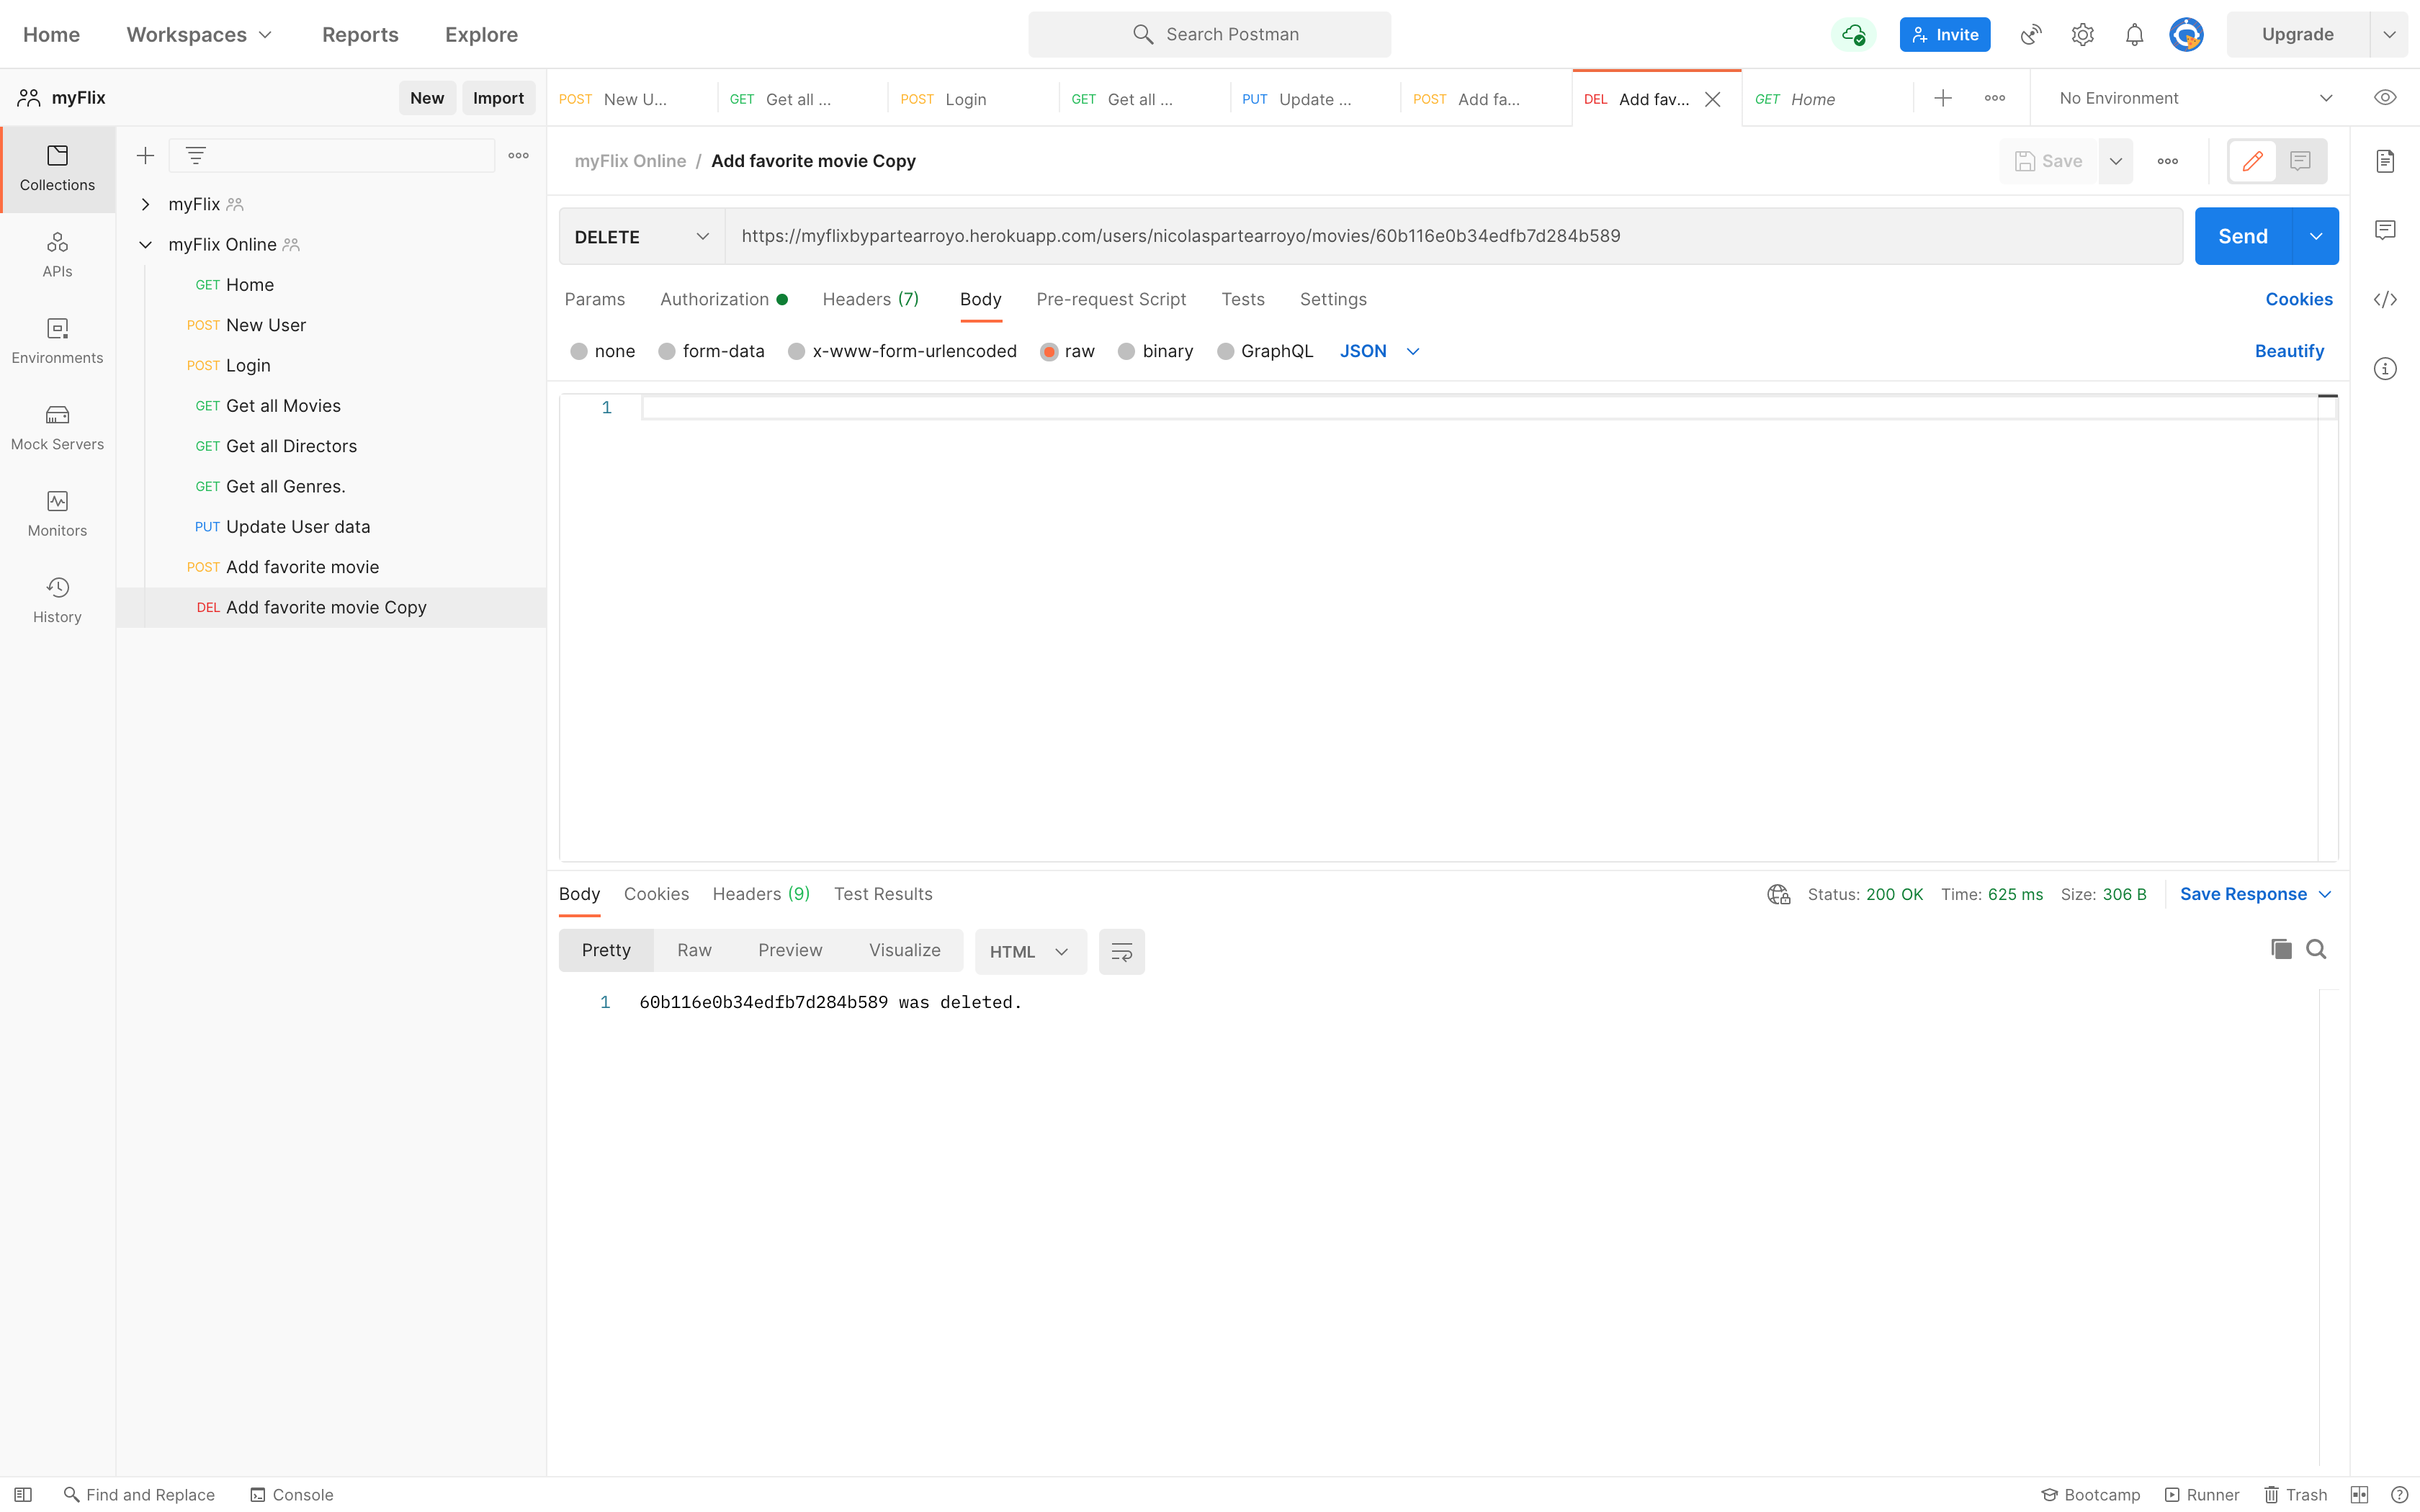 Home Workspaces Reports Explore Search Postman Invite Upgrade
myFlix New Import POST New U... GET Get all ... POST Login GET Get all ... PUT Update ... POST Add fa... DEL Add fav... GET Home No Environment
Collections
APIs
Environments
Mock Servers
Monitors
History
myFlix
myFlix Online
GET Home
POST New User
POST Login
GET Get all Movies
GET Get all Directors
GET Get all Genres.
PUT Update User data
POST Add favorite movie
DEL Add favorite movie Copy
myFlix Online / Add favorite movie Copy Save
DELETE https://myflixbypartearroyo.herokuapp.com/users/nicolaspartearroyo/movies/60b116e0b34edfb7d284b589 Send
Params Authorization Headers (7) Body Pre-request Script Tests Settings Cookies
none form-data x-www-form-urlencoded raw binary GraphQL JSON Beautify
1
Body Cookies Headers (9) Test Results Status: 200 OK Time: 625 ms Size: 306 B Save Response
Pretty Raw Preview Visualize HTML
1 60b116e0b34edfb7d284b589 was deleted.
Find and Replace Console Bootcamp Runner Trash